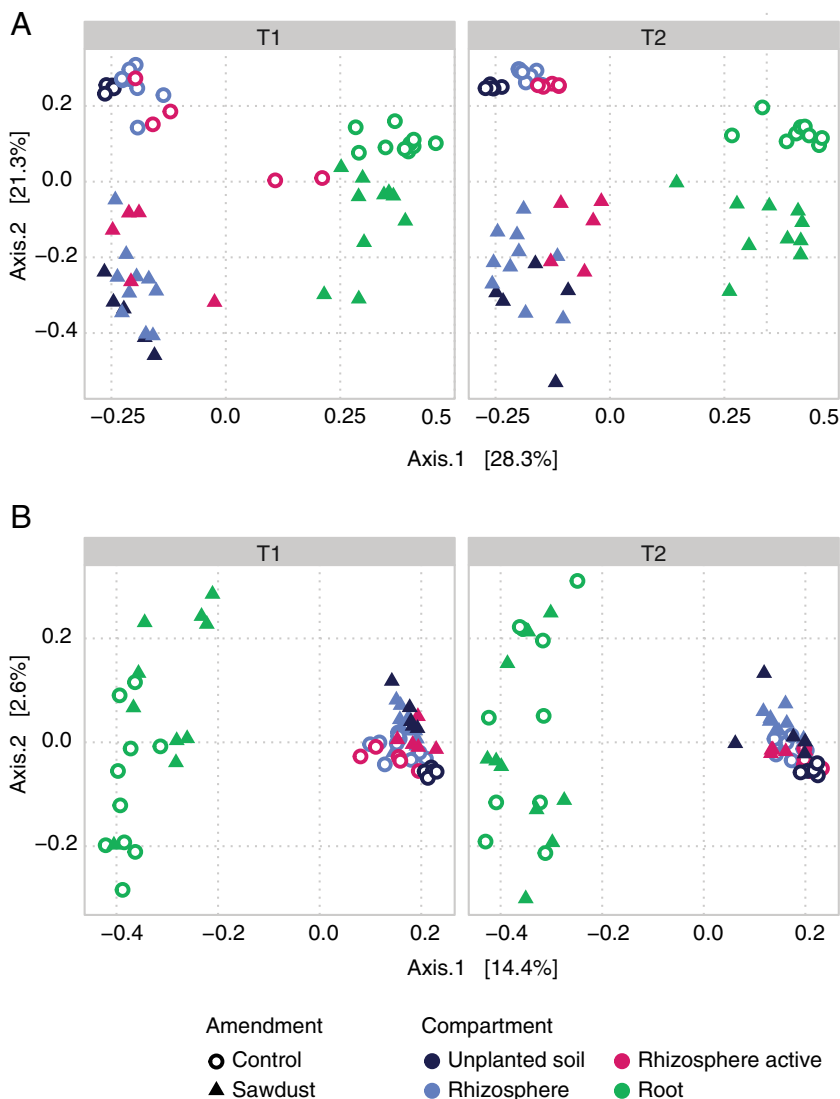 A
T1
T2
0.2
0.0
−0.2
−0.4
Axis.2 [21.3%]
−0.25
0.0
0.25
0.5
−0.25
0.0
0.25
0.5
Axis.1 [28.3%]
B
T1
T2
0.2
0.0
−0.2
Axis.2 [2.6%]
−0.4
−0.2
0.0
0.2
−0.4
−0.2
0.0
0.2
Axis.1 [14.4%]
Amendment
Control
Sawdust
Compartment
Unplanted soil
Rhizosphere
Rhizosphere active
Root